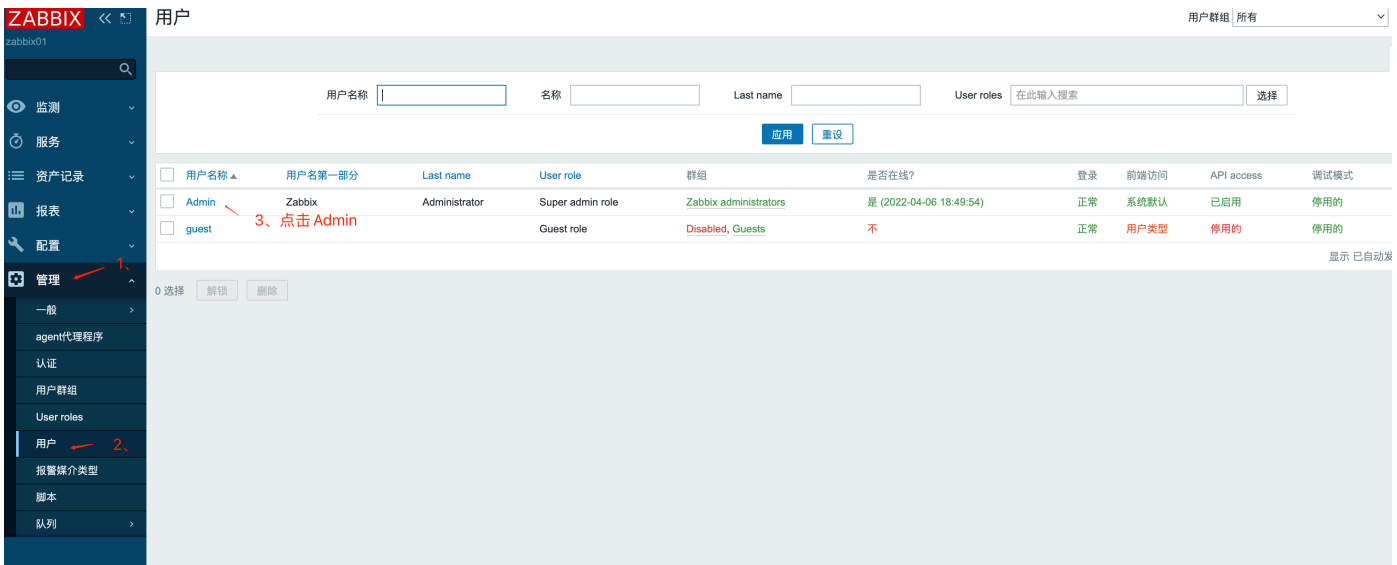 ZABBIX
zabbix01
监测
服务
资产记录
报表
配置
管理
1、
一般
agent代理程序
认证
用户群组
User roles
用户
2、
报警媒介类型
脚本
队列
用户
用户群组 所有
用户名称 名称 Last name User roles 在此输入搜索 选择
应用 重设
用户名称 用户名第一部分 Last name User role 群组 是否在线? 登录 前端访问 API access 调试模式
Admin Zabbix Administrator Super admin role Zabbix administrators 是 (2022-04-06 18:49:54) 正常 系统默认 已启用 停用的
3、点击 Admin
guest Guest role Disabled, Guests 不 正常 用户类型 停用的 停用的
显示 已自动发
0 选择 解锁 删除